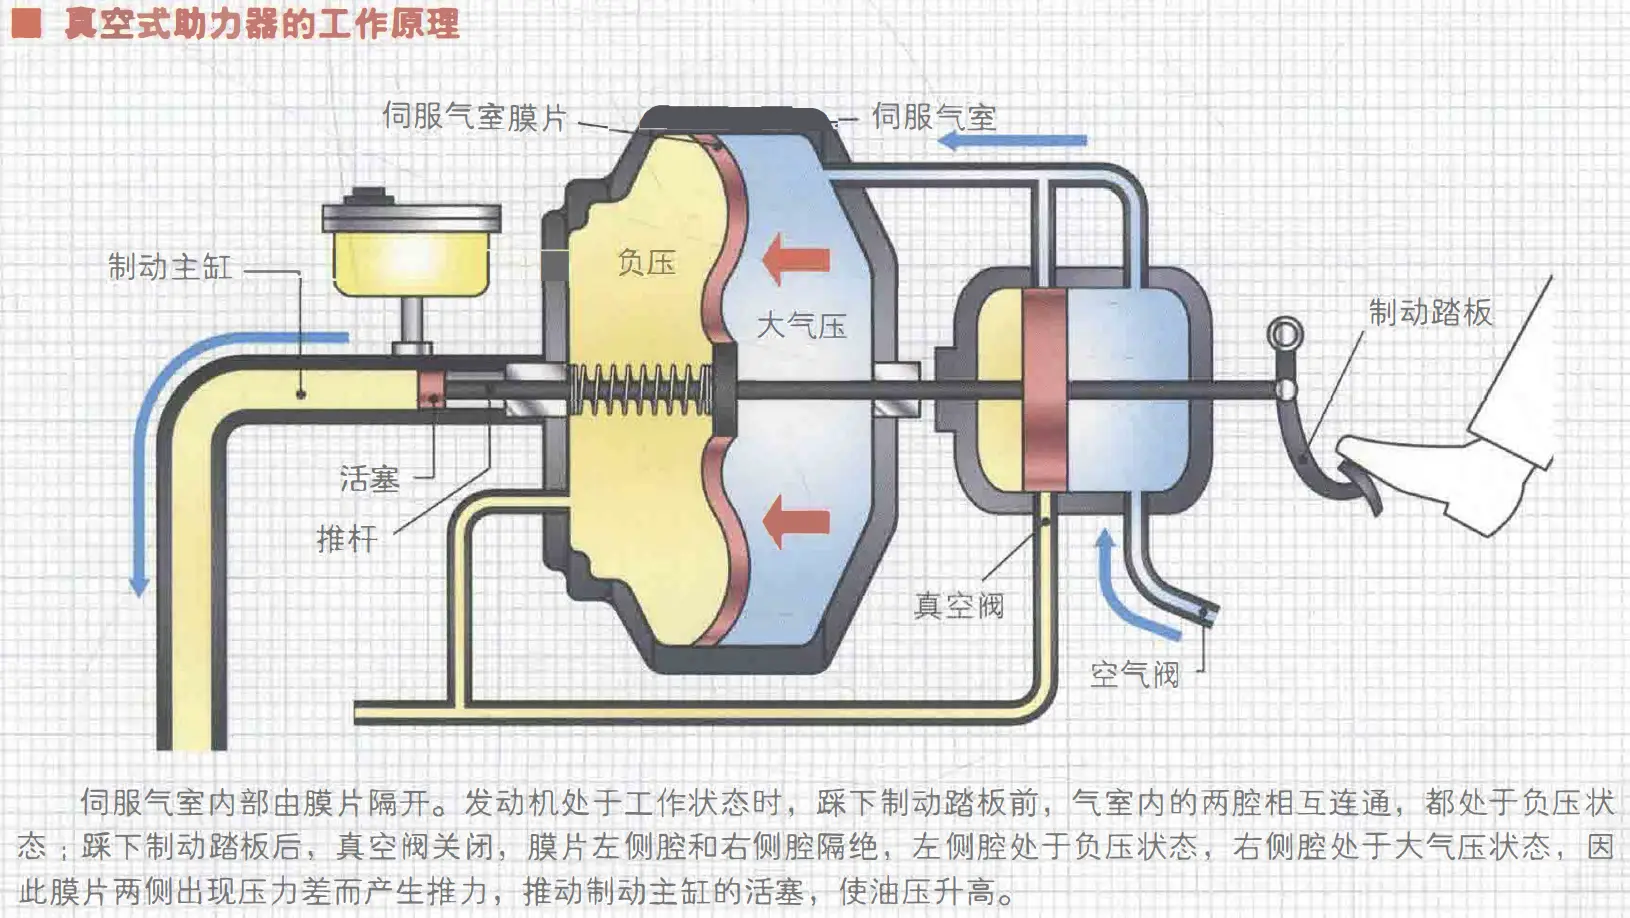 真空式助力器的工作原理
伺服气室膜片
伺服气室
制动主缸
负压
大气压
制动踏板
活塞
推杆
真空阀
空气阀
伺服气室内部由膜片隔开。发动机处于工作状态时，踩下制动踏板前，气室内的两腔相互连通，都处于负压状
态；踩下制动踏板后，真空阀关闭，膜片左侧腔和右侧腔隔绝，左侧腔处于负压状态，右侧腔处于大气压状态，因
此膜片两侧出现压力差而产生推力，推动制动主缸的活塞，使油压升高。